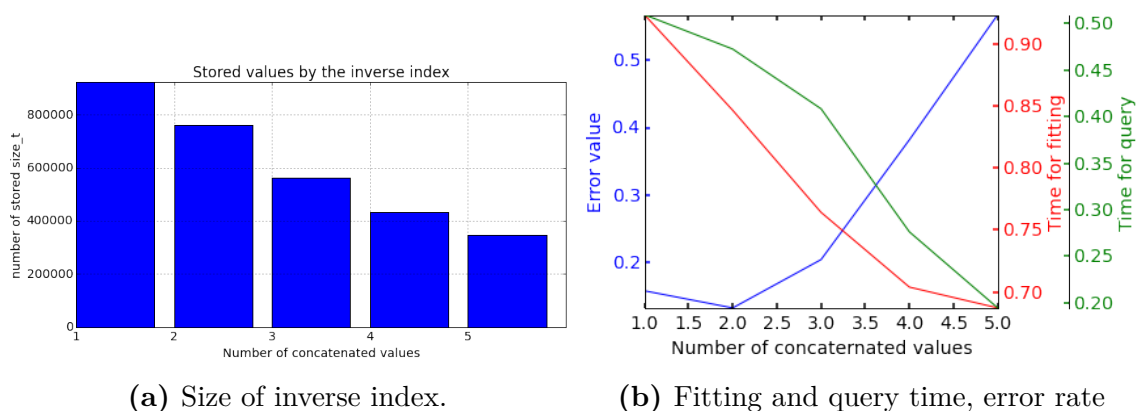 Stored values by the inverse index
number of stored size_t
800000
600000
400000
200000
0
1 2 3 4 5
Number of concatenated values
(a) Size of inverse index.
Error value
0.5
0.4
0.3
0.2
1.0 1.5 2.0 2.5 3.0 3.5 4.0 4.5 5.0
Number of concaternated values
0.90
0.85
0.80
0.75
0.70
Time for fitting
0.50
0.45
0.40
0.35
0.30
0.25
0.20
Time for query
(b) Fitting and query time, error rate